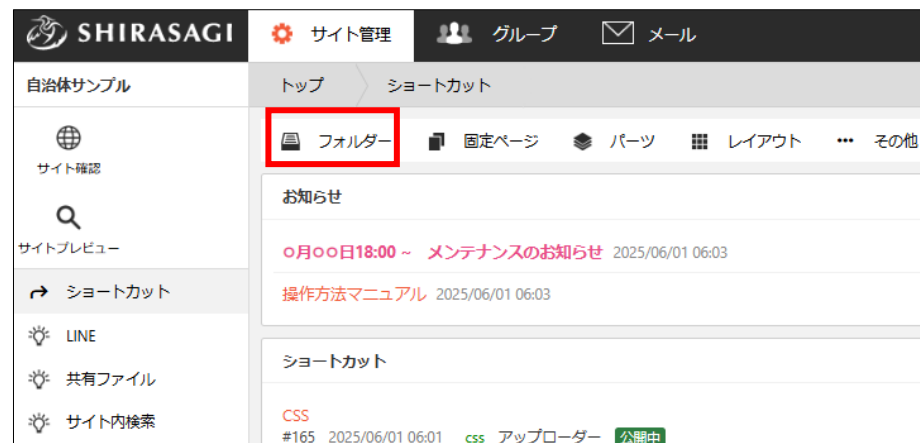 SHIRASAGI サイト管理 グループ メール
自治体サンプル トップ ショートカット
サイト確認
サイトプレビュー
ショートカット
LINE
共有ファイル
サイト内検索
フォルダー 固定ページ パーツ レイアウト ••• その他
お知らせ
○月○○日18:00 ~ メンテナンスのお知らせ 2025/06/01 06:03
操作方法マニュアル 2025/06/01 06:03
ショートカット
CSS
#165 2025/06/01 06:01 css アップローダー 公開中